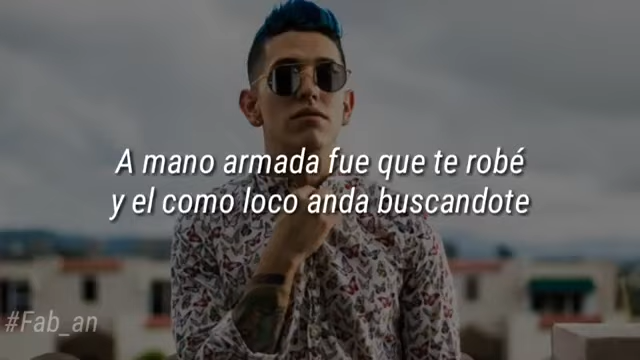 A mano armada fue que te robé
y el como loco anda buscandote
#Fab_an